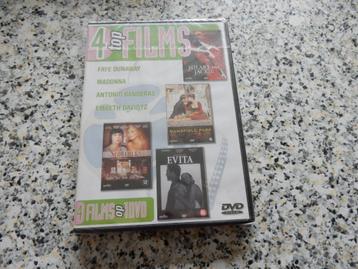 4 top FILMS
FAYE DUNAWAY
MADONNA
ANTONIO BANDERAS
EMBETH DAVIDTZ
HILARY AND JACKIE
MANSFIELD PARK
EVITA
FILMS op 1DVD
DVD